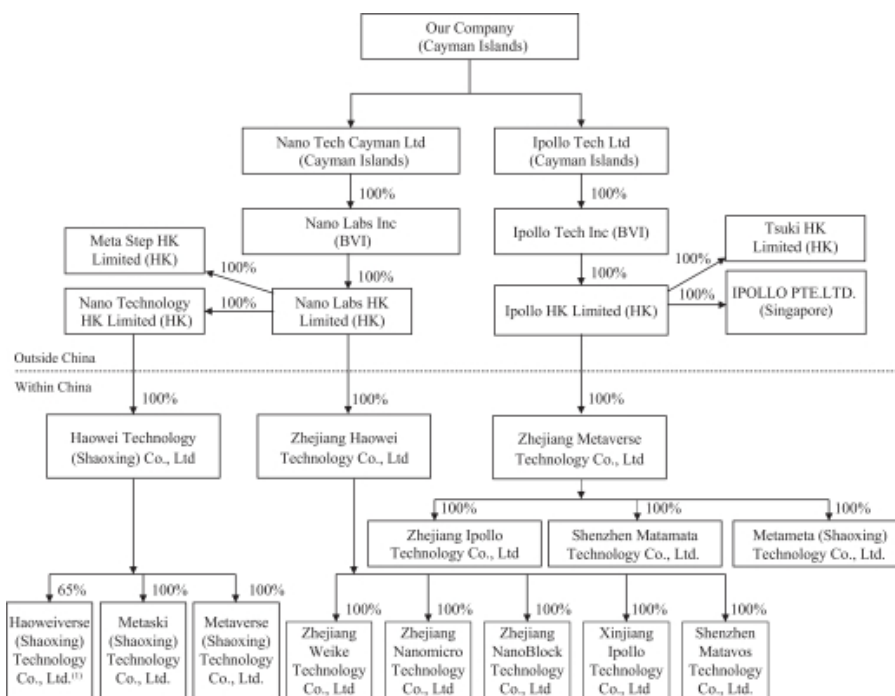 Our Company
(Cayman Islands)
Nano Tech Cayman Ltd
(Cayman Islands)
Ipollo Tech Ltd
(Cayman Islands)
100%
100%
Nano Labs Inc
(BVI)
Ipollo Tech Inc (BVI)
Tsuki HK
Limited (HK)
Meta Step HK
Limited (HK)
100%
100%
100%
100%
Nano Technology
HK Limited (HK)
100%
Nano Labs HK
Limited (HK)
Ipollo HK Limited (HK)
100%
IPOLLO PTE.LTD.
(Singapore)
Outside China
Within China
100%
100%
100%
Haowei Technology
(Shaoxing) Co., Ltd
Zhejiang Haowei
Technology Co., Ltd
Zhejiang Metaverse
Technology Co., Ltd
100%
100%
100%
Zhejiang Ipollo
Technology Co., Ltd
Shenzhen Matamata
Technology Co., Ltd.
Metameta (Shaoxing)
Technology Co., Ltd.
65%
100%
100%
Haoweiverse
(Shaoxing)
Technology
Co., Ltd.(1)
Metaski
(Shaoxing)
Technology
Co., Ltd.
Metaverse
(Shaoxing)
Technology
Co., Ltd.
100%
100%
100%
100%
100%
Zhejiang
Weike
Technology
Co., Ltd
Zhejiang
Nanomicro
Technology
Co., Ltd
Zhejiang
NanoBlock
Technology
Co., Ltd
Xinjiang
Ipollo
Technology
Co., Ltd
Shenzhen
Matavos
Technology
Co., Ltd.